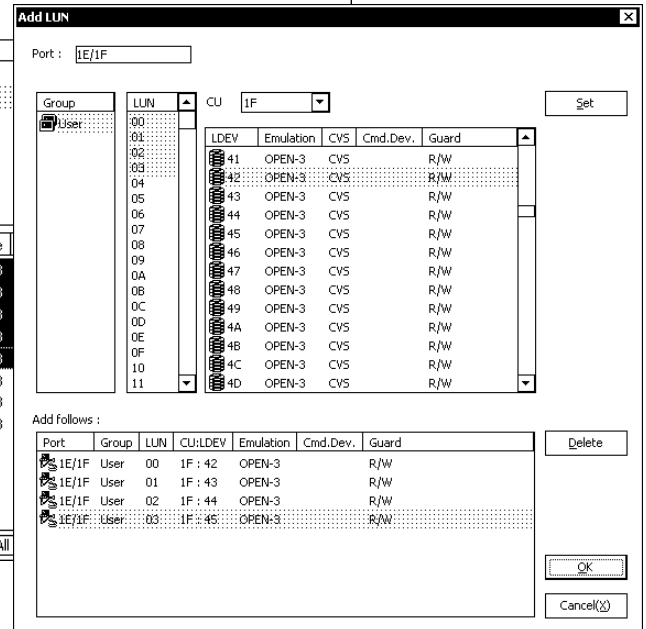 Add LUN
Port : 1E/1F
Group LUN CU 1F Set
User
00
01
02
03
04
05
06
07
08
09
0A
0B
0C
0D
0E
0F
10
11
LDEV Emulation CVS Cmd.Dev. Guard
41 OPEN-3 CVS R/W
42 OPEN-3 CVS R/W
43 OPEN-3 CVS R/W
44 OPEN-3 CVS R/W
45 OPEN-3 CVS R/W
46 OPEN-3 CVS R/W
47 OPEN-3 CVS R/W
48 OPEN-3 CVS R/W
49 OPEN-3 CVS R/W
4A OPEN-3 CVS R/W
4B OPEN-3 CVS R/W
4C OPEN-3 CVS R/W
4D OPEN-3 CVS R/W
Add follows :
Port Group LUN CU:LDEV Emulation Cmd.Dev. Guard
1E/1F User 00 1F : 42 OPEN-3 R/W
1E/1F User 01 1F : 43 OPEN-3 R/W
1E/1F User 02 1F : 44 OPEN-3 R/W
1E/1F User 03 1F : 45 OPEN-3 R/W
Delete
OK
Cancel(X)